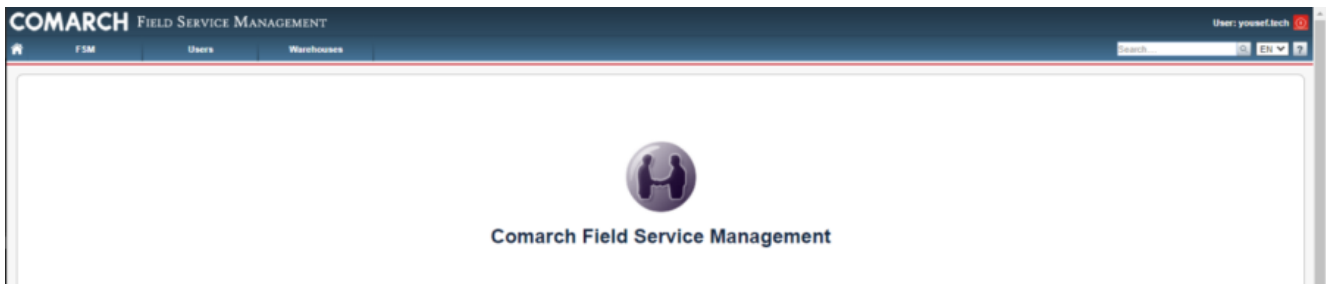 COMARCH FIELD SERVICE MANAGEMENT
User: yousef.tech
FSM Users Warehouses
Search... EN ?
Comarch Field Service Management